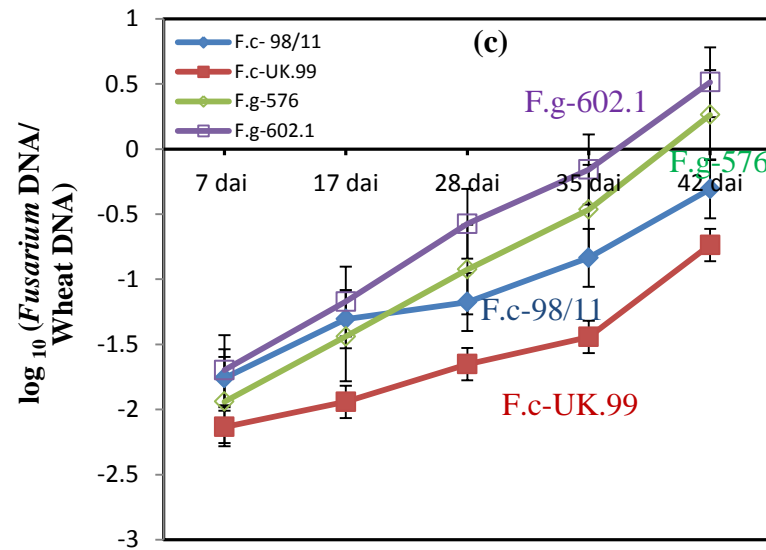 (c)
F.c- 98/11
F.c-UK.99
F.g-576
F.g-602.1
1
0.5
0
-0.5
-1
-1.5
-2
-2.5
-3
log 10 (Fusarium DNA/
Wheat DNA)
7 dai
17 dai
28 dai
35 dai
42 dai
F.g-602.1
F.g-576
F.c-98/11
F.c-UK.99